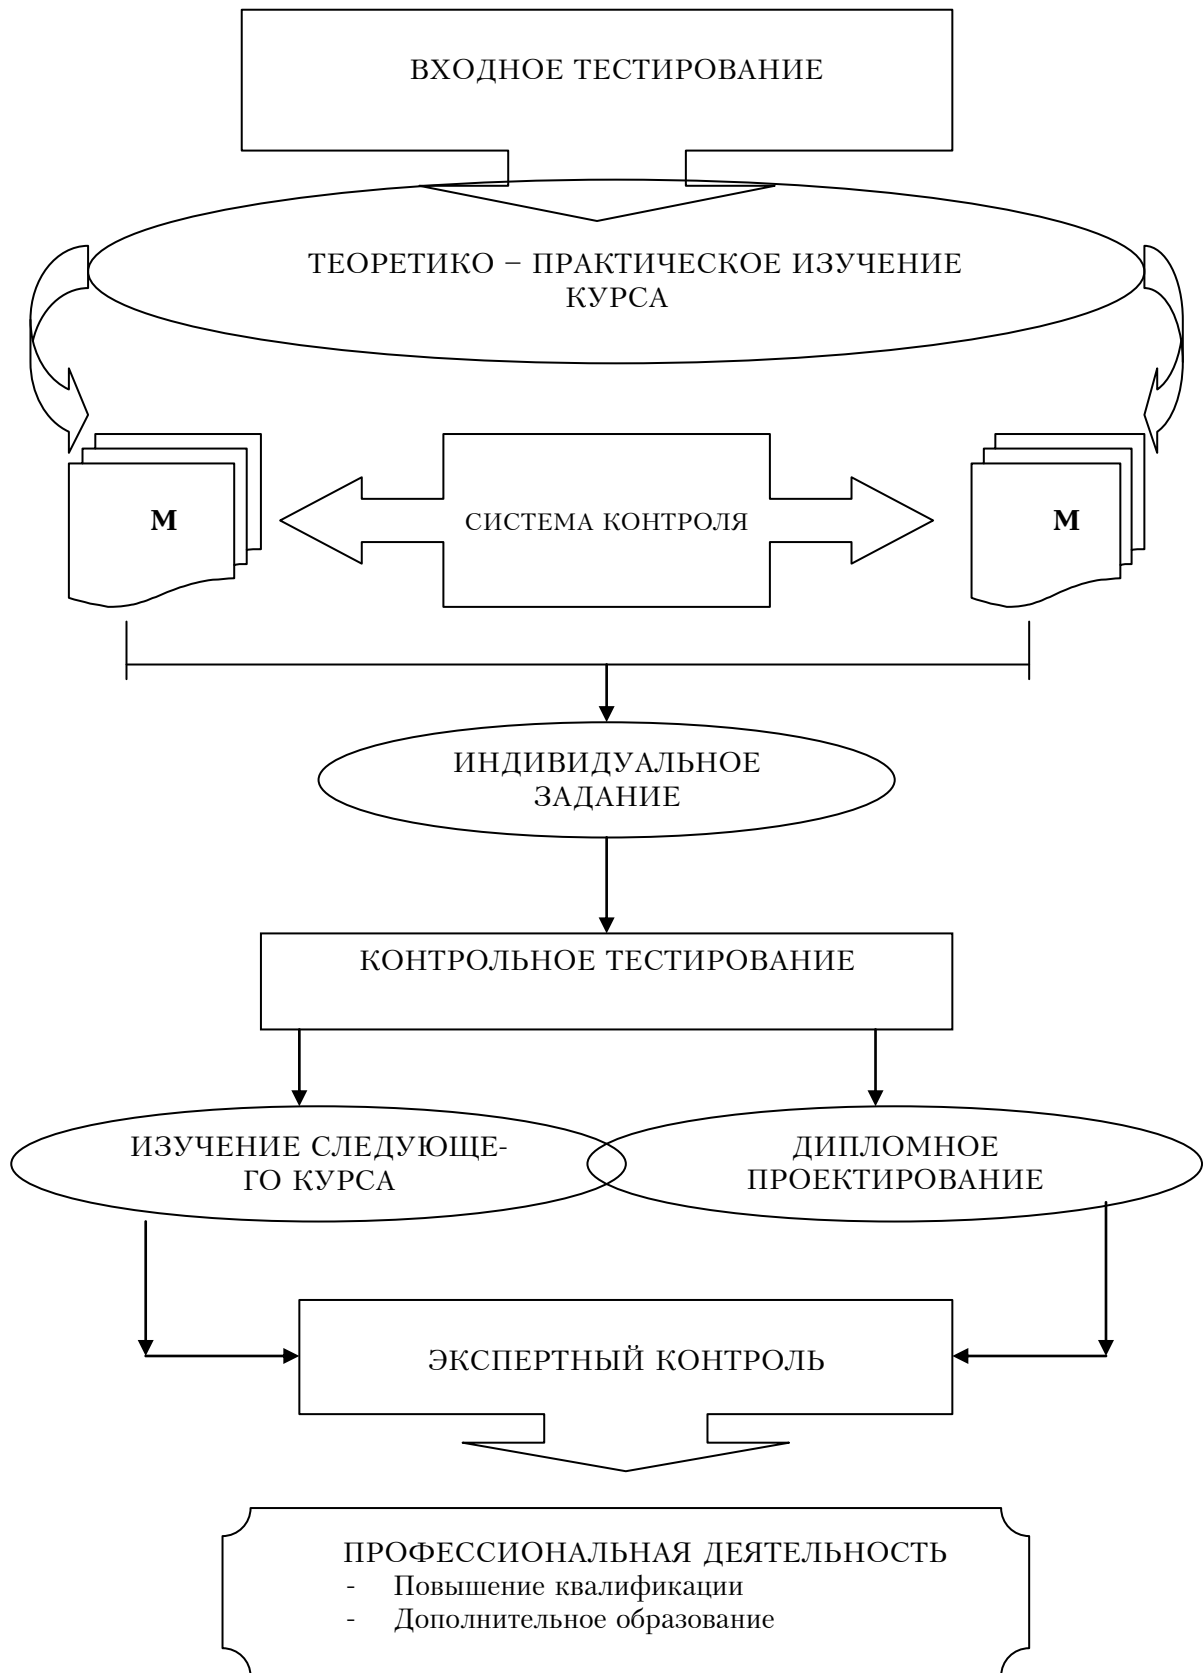 ВХОДНОЕ ТЕСТИРОВАНИЕ
ТЕОРЕТИКО – ПРАКТИЧЕСКОЕ ИЗУЧЕНИЕ
КУРСА
М
СИСТЕМА КОНТРОЛЯ
М
ИНДИВИДУАЛЬНОЕ
ЗАДАНИЕ
КОНТРОЛЬНОЕ ТЕСТИРОВАНИЕ
ИЗУЧЕНИЕ СЛЕДУЮЩЕ-
ГО КУРСА
ДИПЛОМНОЕ
ПРОЕКТИРОВАНИЕ
ЭКСПЕРТНЫЙ КОНТРОЛЬ
ПРОФЕССИОНАЛЬНАЯ ДЕЯТЕЛЬНОСТЬ
- Повышение квалификации
- Дополнительное образование